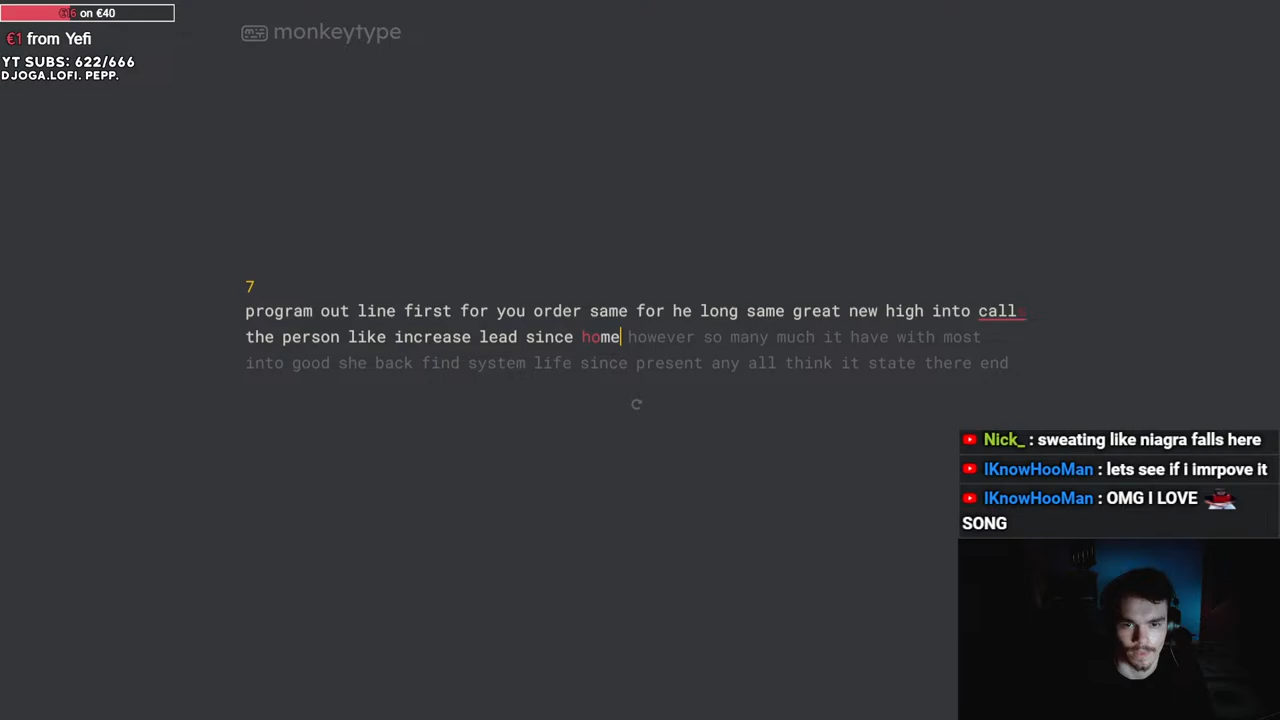 €16 on €40
€1 from Yefi
YT SUBS: 622/666
DJOGA.LOFI. PEPP.
monkeytype
7
program out line first for you order same for he long same great new high into calls
the person like increase lead since home however so many much it have with most
into good she back find system life since present any all think it state there end
Nick_ : sweating like niagra falls here
IKnowHooMan : lets see if i imrpove it
IKnowHooMan : OMG I LOVE
SONG